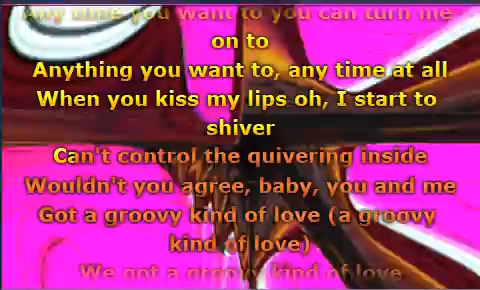 Any time you want to you can turn me
on to
Anything you want to, any time at all
When you kiss my lips oh, I start to
shiver
Can't control the quivering inside
Wouldn't you agree, baby, you and me
Got a groovy kind of love (a groovy
kind of love)
We got a groovy kind of love